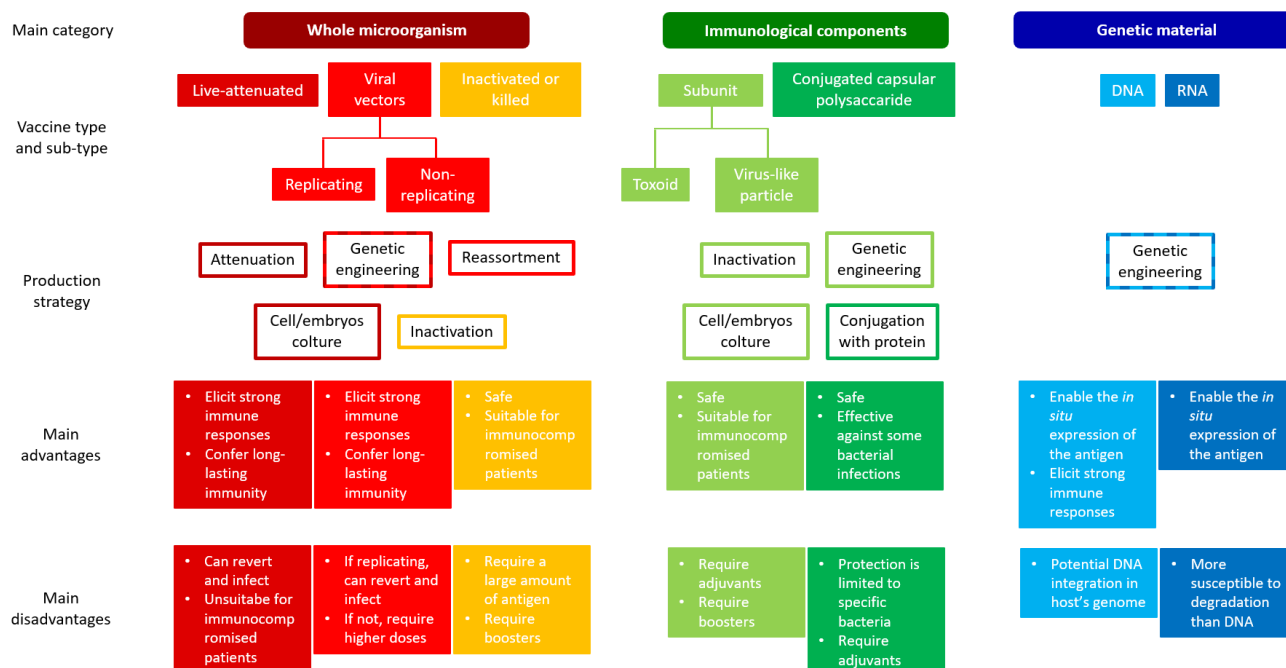 Main category
Whole microorganism
Immunological components
Genetic material
Vaccine type
and sub-type
Live-attenuated
Viral
vectors
Inactivated or
killed
Subunit
Conjugated capsular
polysaccaride
DNA
RNA
Replicating
Non-
replicating
Toxoid
Virus-like
particle
Production
strategy
Attenuation
Genetic
engineering
Reassortment
Inactivation
Genetic
engineering
Genetic
engineering
Cell/embryos
colture
Inactivation
Cell/embryos
colture
Conjugation
with protein
Main
advantages
• Elicit strong
immune
responses
• Confer long-
lasting
immunity
• Elicit strong
immune
responses
• Confer long-
lasting
immunity
• Safe
• Suitable for
immunocomp
romised
patients
• Safe
• Suitable for
immunocomp
romised
patients
• Safe
• Effective
against some
bacterial
infections
• Enable the in
situ
expression of
the antigen
• Elicit strong
immune
responses
• Enable the in
situ
expression of
the antigen
Main
disadvantages
• Can revert
and infect
• Unsuitabe for
immunocomp
romised
patients
• If replicating,
can revert and
infect
• If not, require
higher doses
• Require a
large amount
of antigen
• Require
boosters
• Require
adjuvants
• Require
boosters
• Protection is
limited to
specific
bacteria
• Require
adjuvants
• Potential DNA
integration in
host's genome
• More
susceptible to
degradation
than DNA